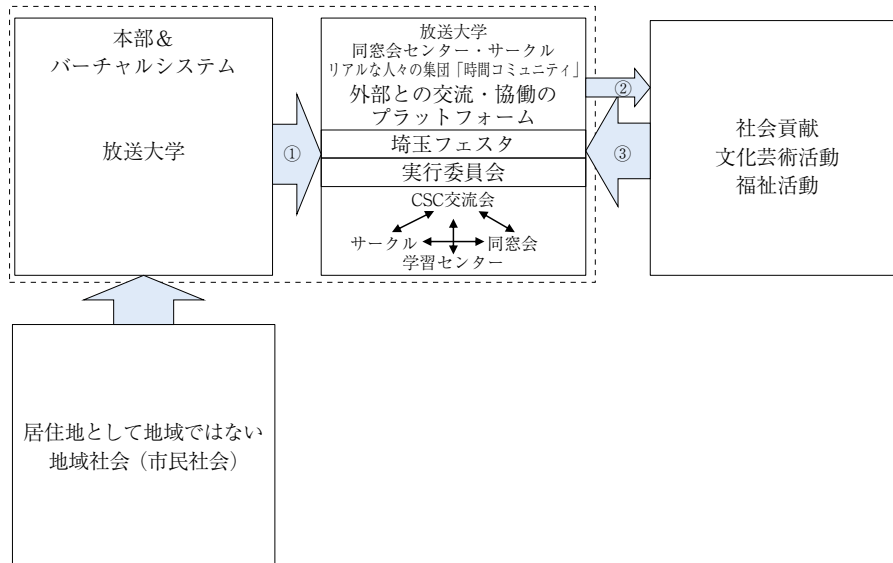 本部＆
バーチャルシステム
放送大学
①
放送大学
同窓会センター・サークル
リアルな人々の集団「時間コミュニティ」
外部との交流・協働の
プラットフォーム
埼玉フェスタ
実行委員会
CSC交流会
サークル
同窓会
学習センター
②
③
社会貢献
文化芸術活動
福祉活動
居住地として地域ではない
地域社会（市民社会）